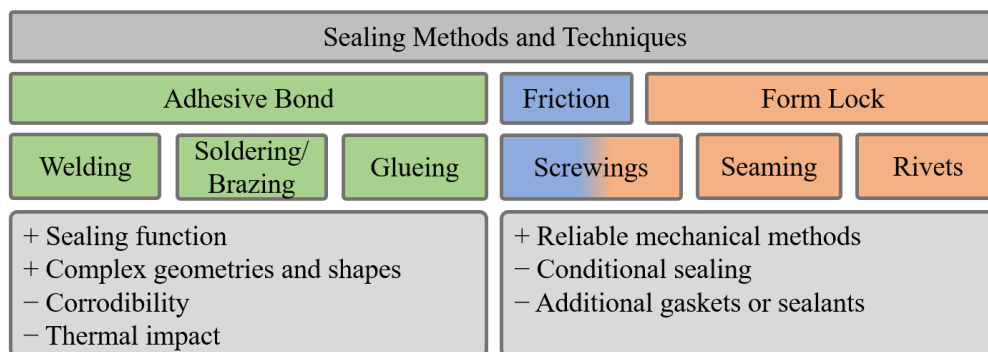 Sealing Methods and Techniques
Adhesive Bond
Friction
Form Lock
Welding
Soldering/
Brazing
Glueing
Screwings
Seaming
Rivets
+ Sealing function
+ Complex geometries and shapes
− Corrodibility
− Thermal impact
+ Reliable mechanical methods
− Conditional sealing
− Additional gaskets or sealants